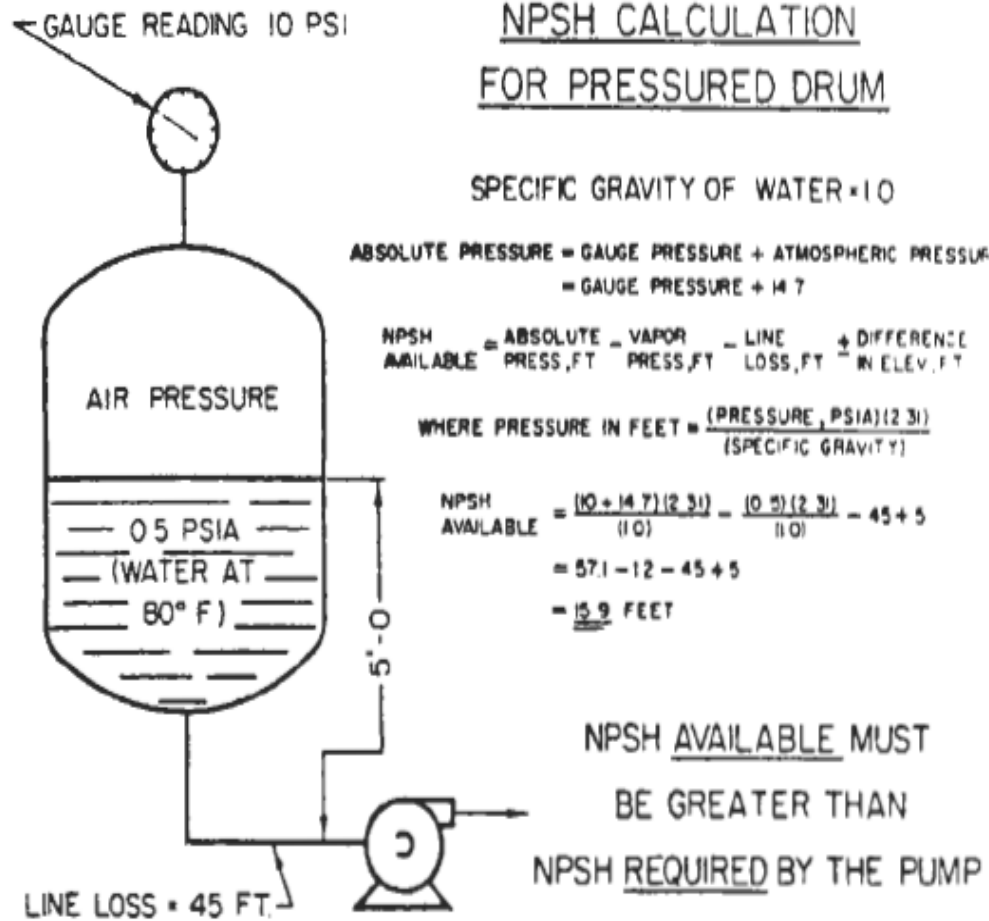 GAUGE READING 10 PSI
NPSH CALCULATION
FOR PRESSURED DRUM
SPECIFIC GRAVITY OF WATER = 1 0
ABSOLUTE PRESSURE = GAUGE PRESSURE + ATMOSPHERIC PRESSUR
= GAUGE PRESSURE + 14 7
NPSH AVAILABLE = ABSOLUTE PRESS, FT - VAPOR PRESS, FT - LINE LOSS, FT ± DIFFERENCE IN ELEV, FT
WHERE PRESSURE IN FEET = (PRESSURE, PSIA)(2 31) / (SPECIFIC GRAVITY)
NPSH AVAILABLE = (10 + 14 7)(2 31) / (1 0) - (0 5)(2 31) / (1 0) - 45 + 5
= 57.1 - 1 2 - 45 + 5
= 15 9 FEET
AIR PRESSURE
0 5 PSIA
(WATER AT
80° F)
5'-0
NPSH AVAILABLE MUST
BE GREATER THAN
NPSH REQUIRED BY THE PUMP
LINE LOSS = 45 FT.